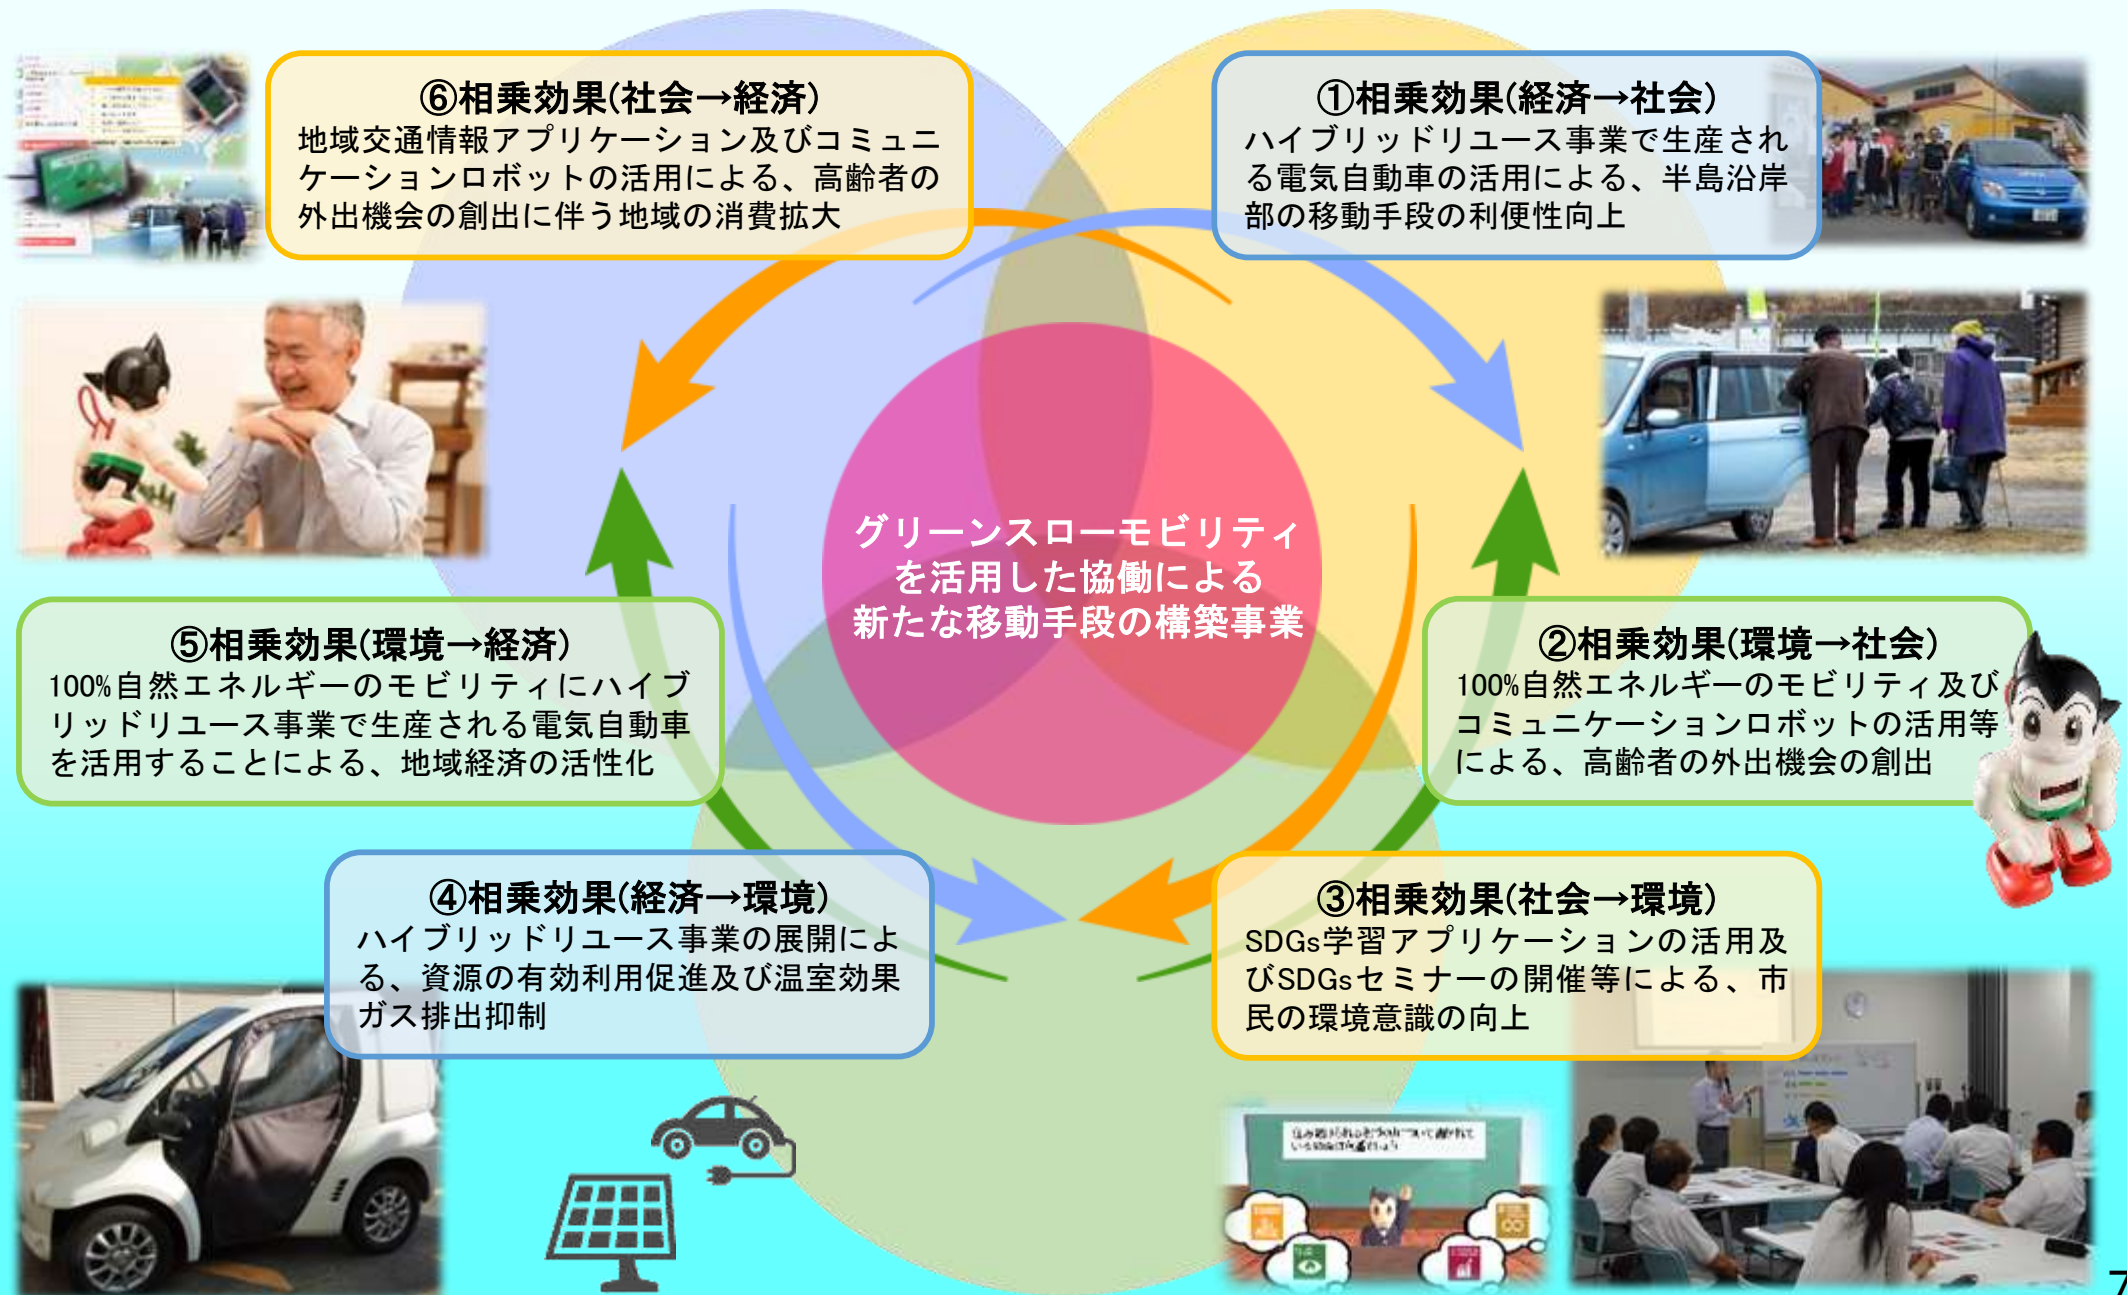 ⑥相乗効果(社会→経済)
地域交通情報アプリケーション及びコミュニ
ケーションロボットの活用による、高齢者の
外出機会の創出に伴う地域の消費拡大
①相乗効果(経済→社会)
ハイブリッドリユース事業で生産され
る電気自動車の活用による、半島沿岸
部の移動手段の利便性向上
グリーンスローモビリティ
を活用した協働による
新たな移動手段の構築事業
⑤相乗効果(環境→経済)
100%自然エネルギーのモビリティにハイブ
リッドリユース事業で生産される電気自動車
を活用することによる、地域経済の活性化
②相乗効果(環境→社会)
100%自然エネルギーのモビリティ及び
コミュニケーションロボットの活用等
による、高齢者の外出機会の創出
④相乗効果(経済→環境)
ハイブリッドリユース事業の展開によ
る、資源の有効利用促進及び温室効果
ガス排出抑制
③相乗効果(社会→環境)
SDGs学習アプリケーションの活用及
びSDGsセミナーの開催等による、市
民の環境意識の向上
7